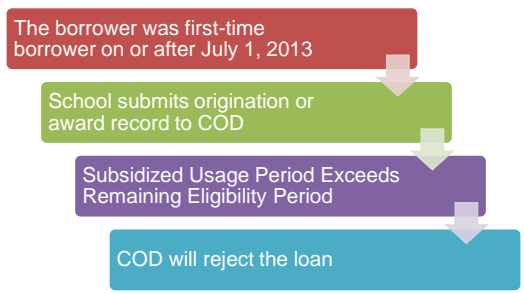 The borrower was first-time
borrower on or after July 1, 2013
School submits origination or
award record to COD
Subsidized Usage Period Exceeds
Remaining Eligibility Period
COD will reject the loan